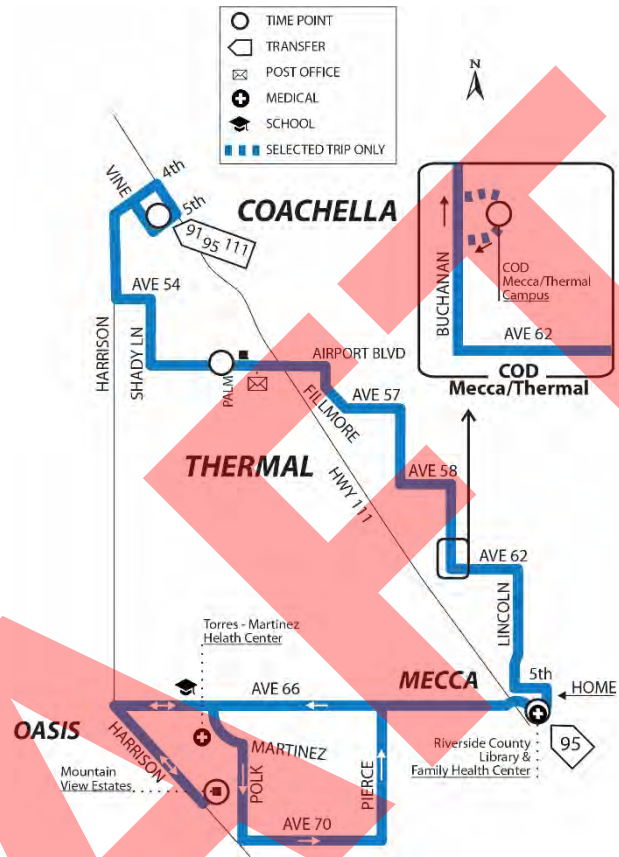 TIME POINT
TRANSFER
POST OFFICE
MEDICAL
SCHOOL
SELECTED TRIP ONLY
N
4th
VINE
5th
COACHELLA
91 95 111
AVE 54
HARRISON
SHADY LN
PALM
AIRPORT BLVD
FILLMORE
AVE 57
THERMAL
HWY 111
AVE 58
BUCHANAN
COD
Mecca/Thermal
Campus
AVE 62
COD
Mecca/Thermal
AVE 62
LINCOLN
Torres - Martinez
Helath Center
5th
MECCA
HOME
AVE 66
OASIS
HARRISON
MARTINEZ
Riverside County
Library &
Family Health Center
95
Mountain
View Estates
POLK
PIERCE
AVE 70